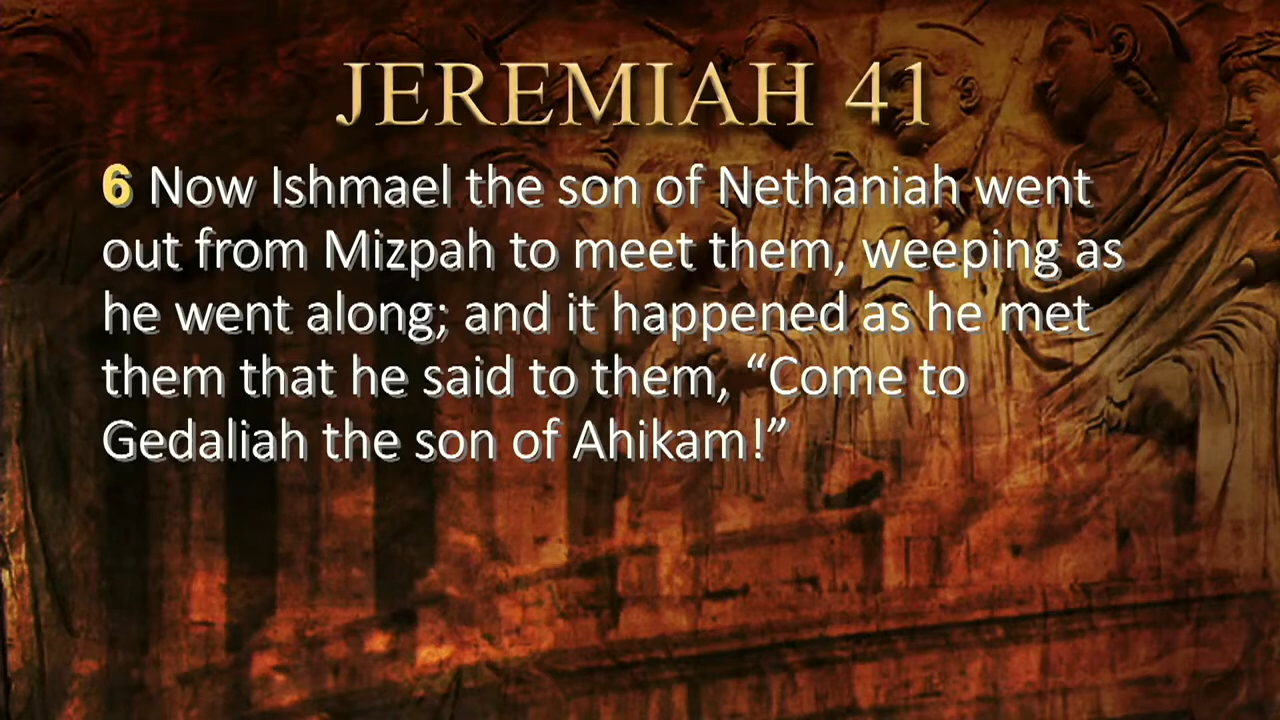 JEREMIAH 41
6 Now Ishmael the son of Nethaniah went
out from Mizpah to meet them, weeping as
he went along; and it happened as he met
them that he said to them, “Come to
Gedaliah the son of Ahikam!”